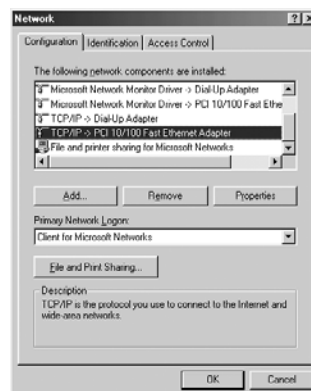 Network
Configuration Identification Access Control
The following network components are installed:
Microsoft Network Monitor Driver -> Dial-Up Adapter
Microsoft Network Monitor Driver -> PCI 10/100 Fast Ethe
TCP/IP -> Dial-Up Adapter
TCP/IP -> PCI 10/100 Fast Ethernet Adapter
File and printer sharing for Microsoft Networks
Add... Remove Properties
Primary Network Logon:
Client for Microsoft Networks
File and Print Sharing...
Description
TCP/IP is the protocol you use to connect to the Internet and
wide-area networks.
OK Cancel